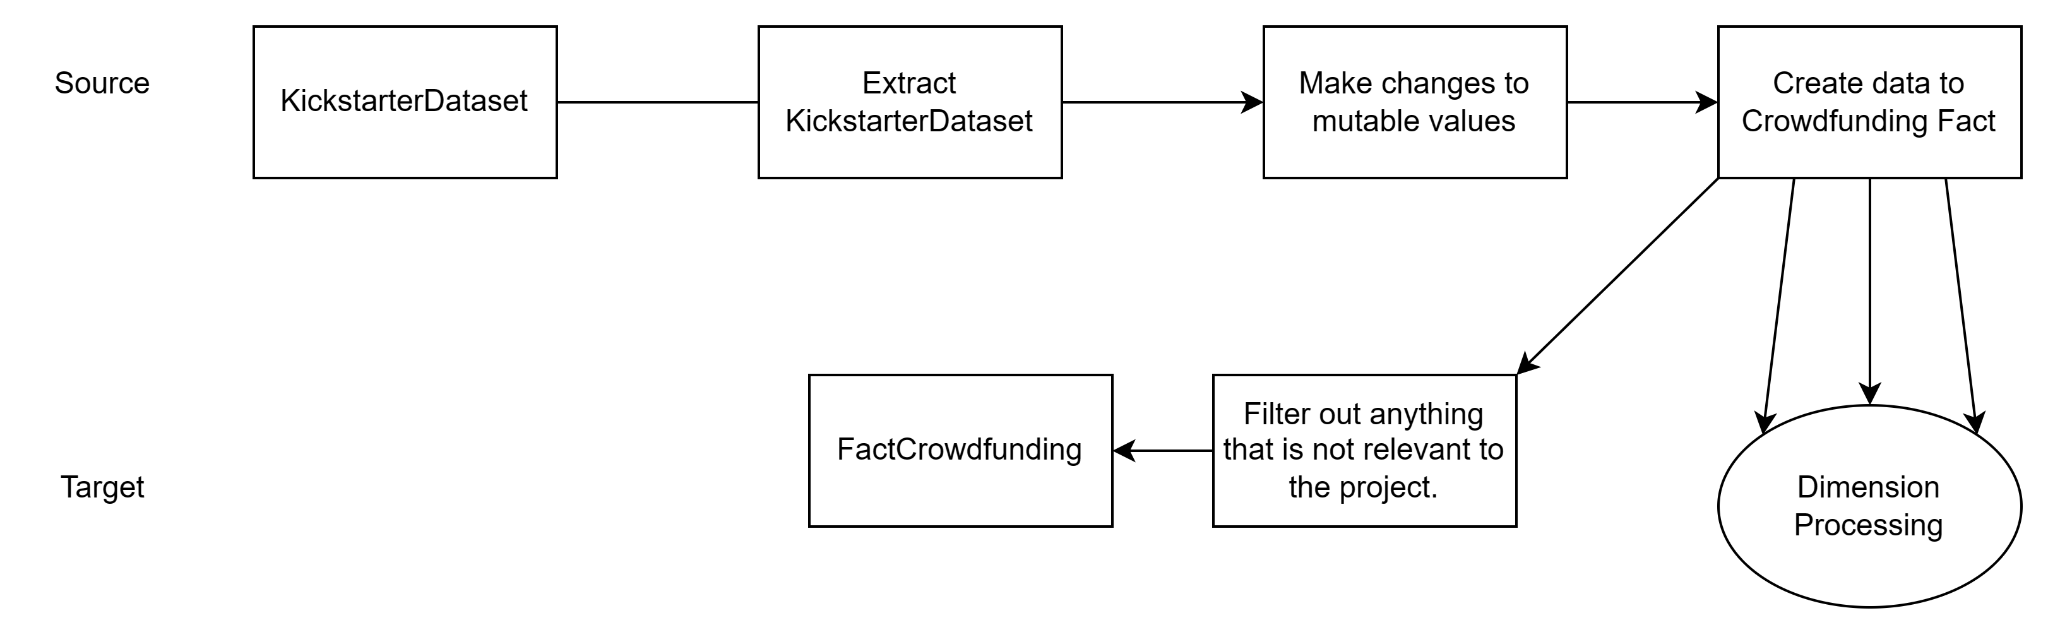 Source
KickstarterDataset
Extract
KickstarterDataset
Make changes to
mutable values
Create data to
Crowdfunding Fact
Target
FactCrowdfunding
Filter out anything
that is not relevant to
the project.
Dimension
Processing